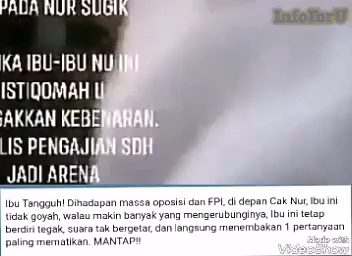 PADA NUR SUGIK
InfoForU
KA IBU-IBU NU INI
ISTIQOMAH U
GAKKAN KEBENARAN.
LIS PENGAJIAN SDH
JADI ARENA
Ibu Tangguh! Dihadapan massa oposisi dan FPI, di depan Cak Nur, Ibu ini
tidak goyah, walau makin banyak yang mengerubunginya, Ibu ini tetap
berdiri tegak, suara tak bergetar, dan langsung menembakan 1 pertanyaan
paling mematikan. MANTAP!!
Made with
VideoShow